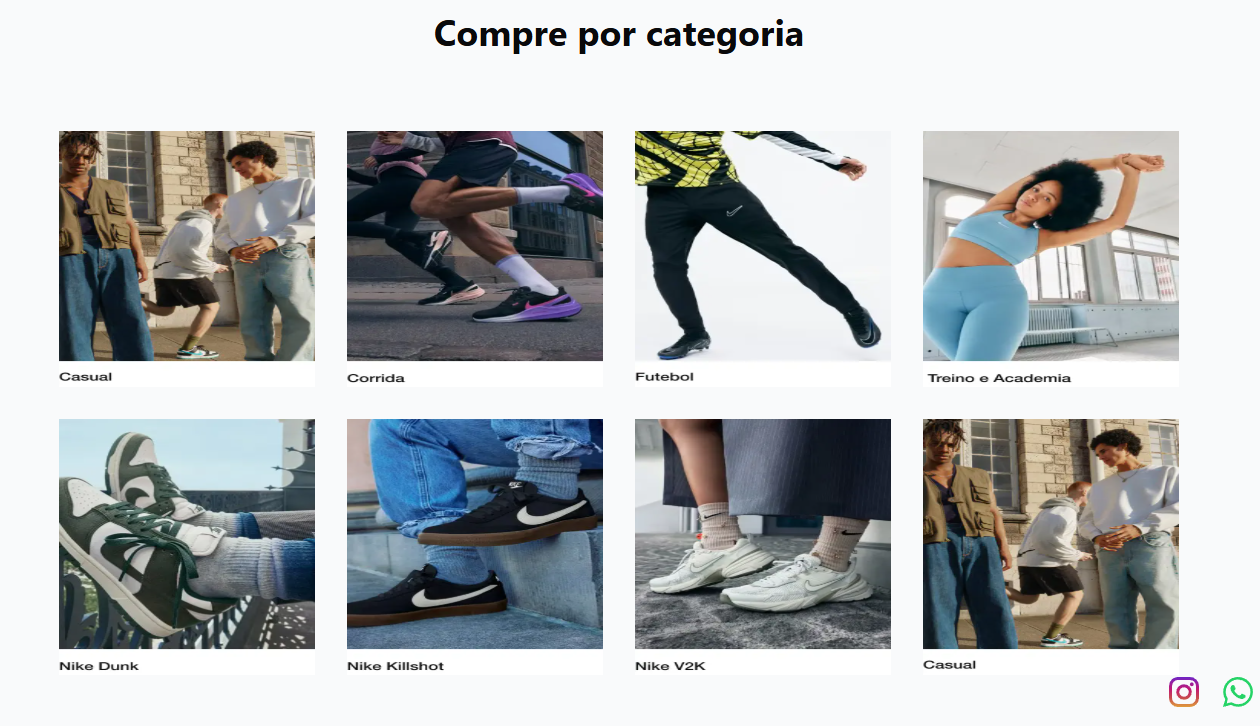 Compre por categoria
Casual
Corrida
Futebol
Treino e Academia
Nike Dunk
Nike Killshot
Nike V2K
Casual